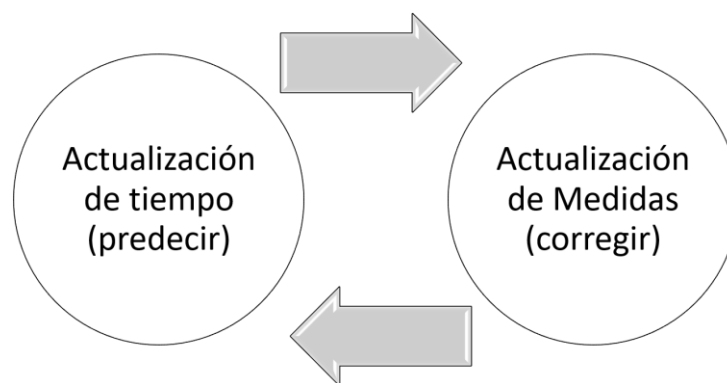 Actualización
de tiempo
(predecir)
Actualización
de Medidas
(corregir)